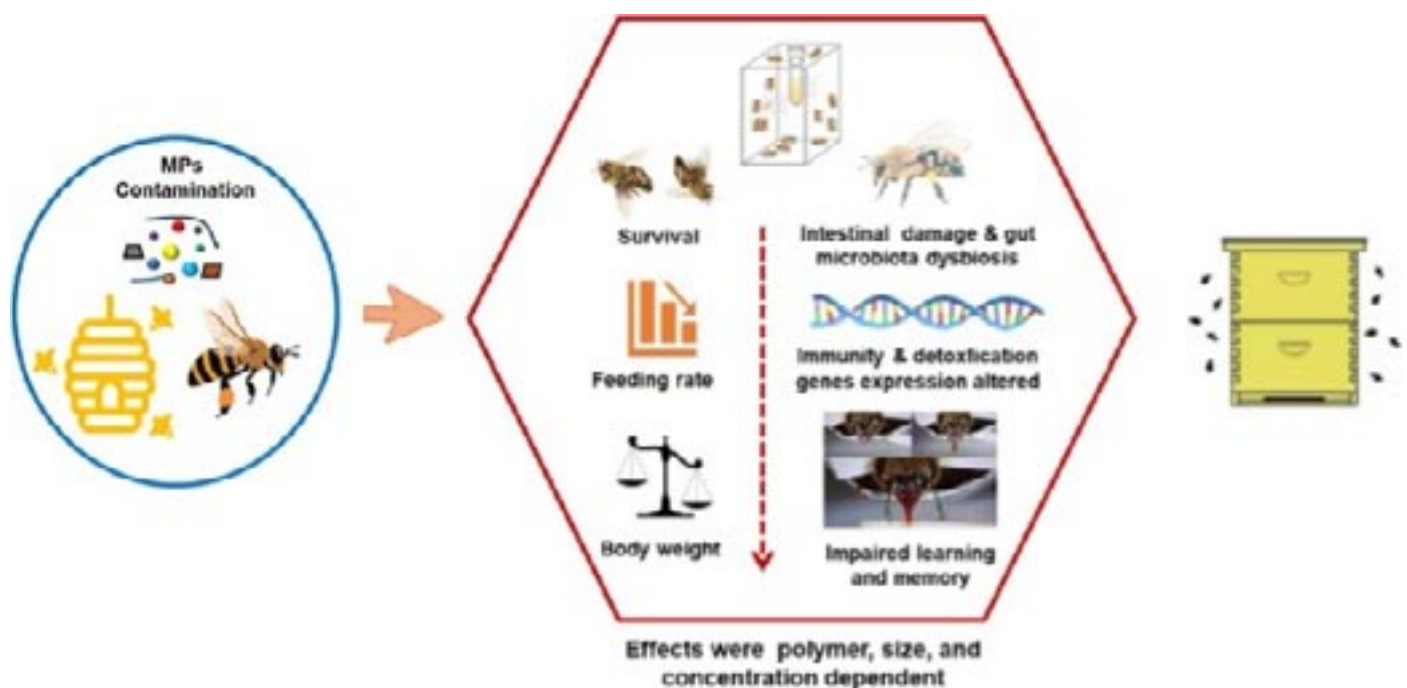 MPs
Contamination
Survival
Feeding rate
Body weight
Intestinal damage & gut
microbiota dysbiosis
Immunity & detoxfication
genes expression altered
Impaired learning
and memory
Effects were polymer, size, and
concentration dependent